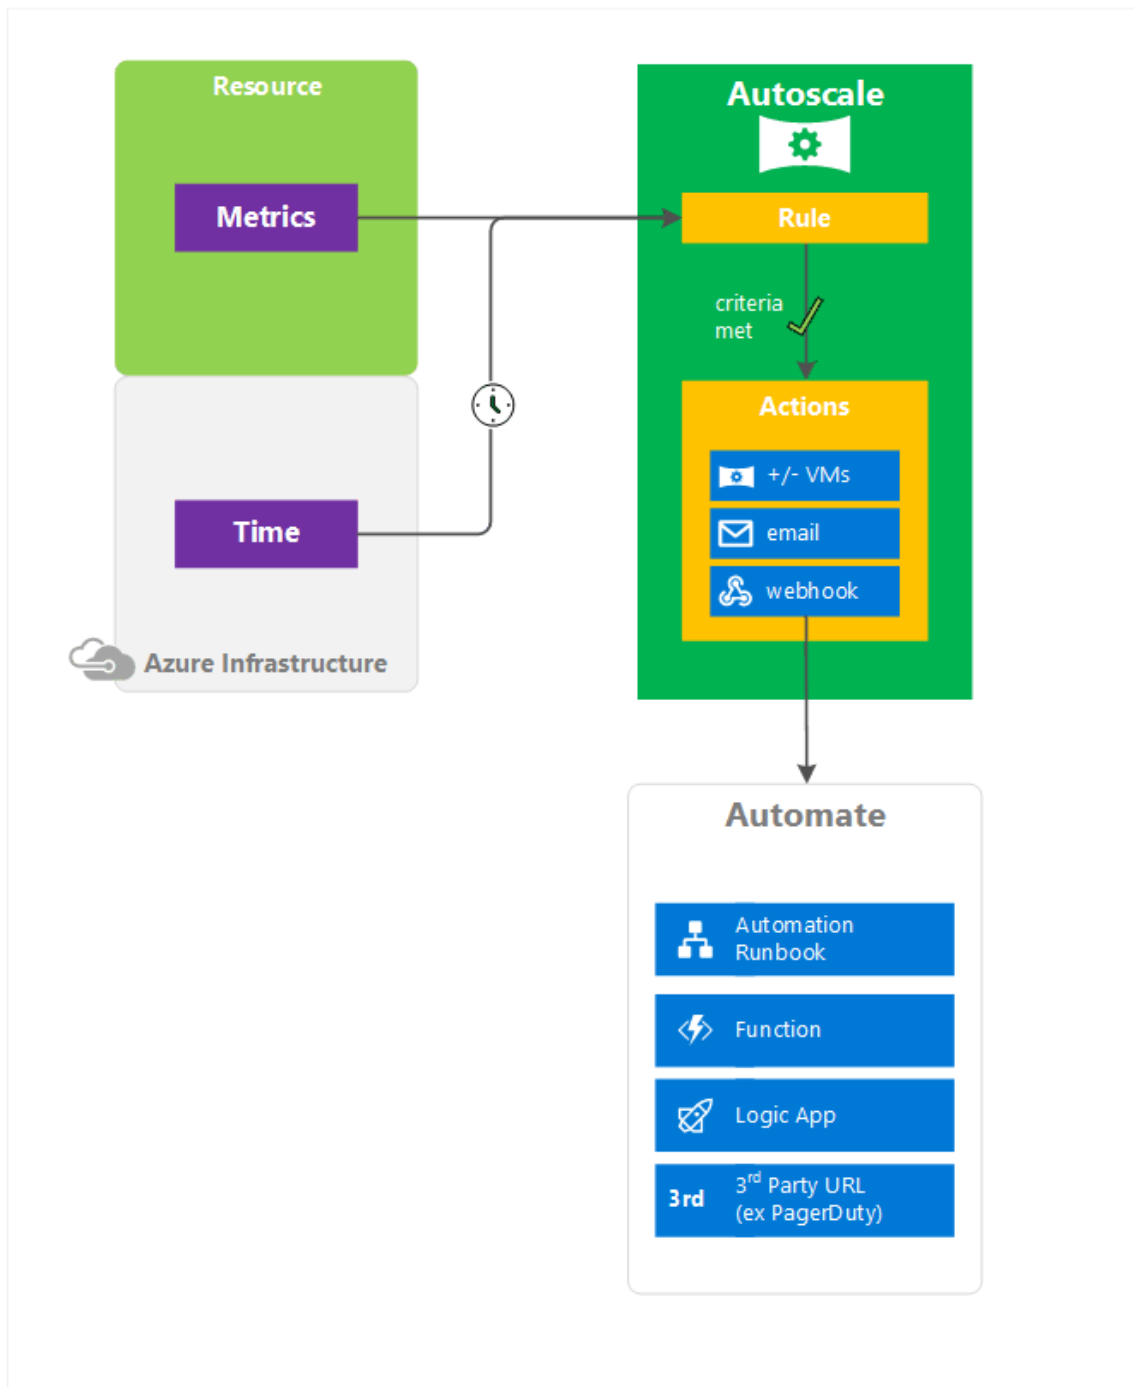 Resource
Metrics
Time
Azure Infrastructure
Autoscale
Rule
criteria
met
Actions
+/- VMs
email
webhook
Automate
Automation
Runbook
Function
Logic App
3rd
3rd Party URL
(ex PagerDuty)